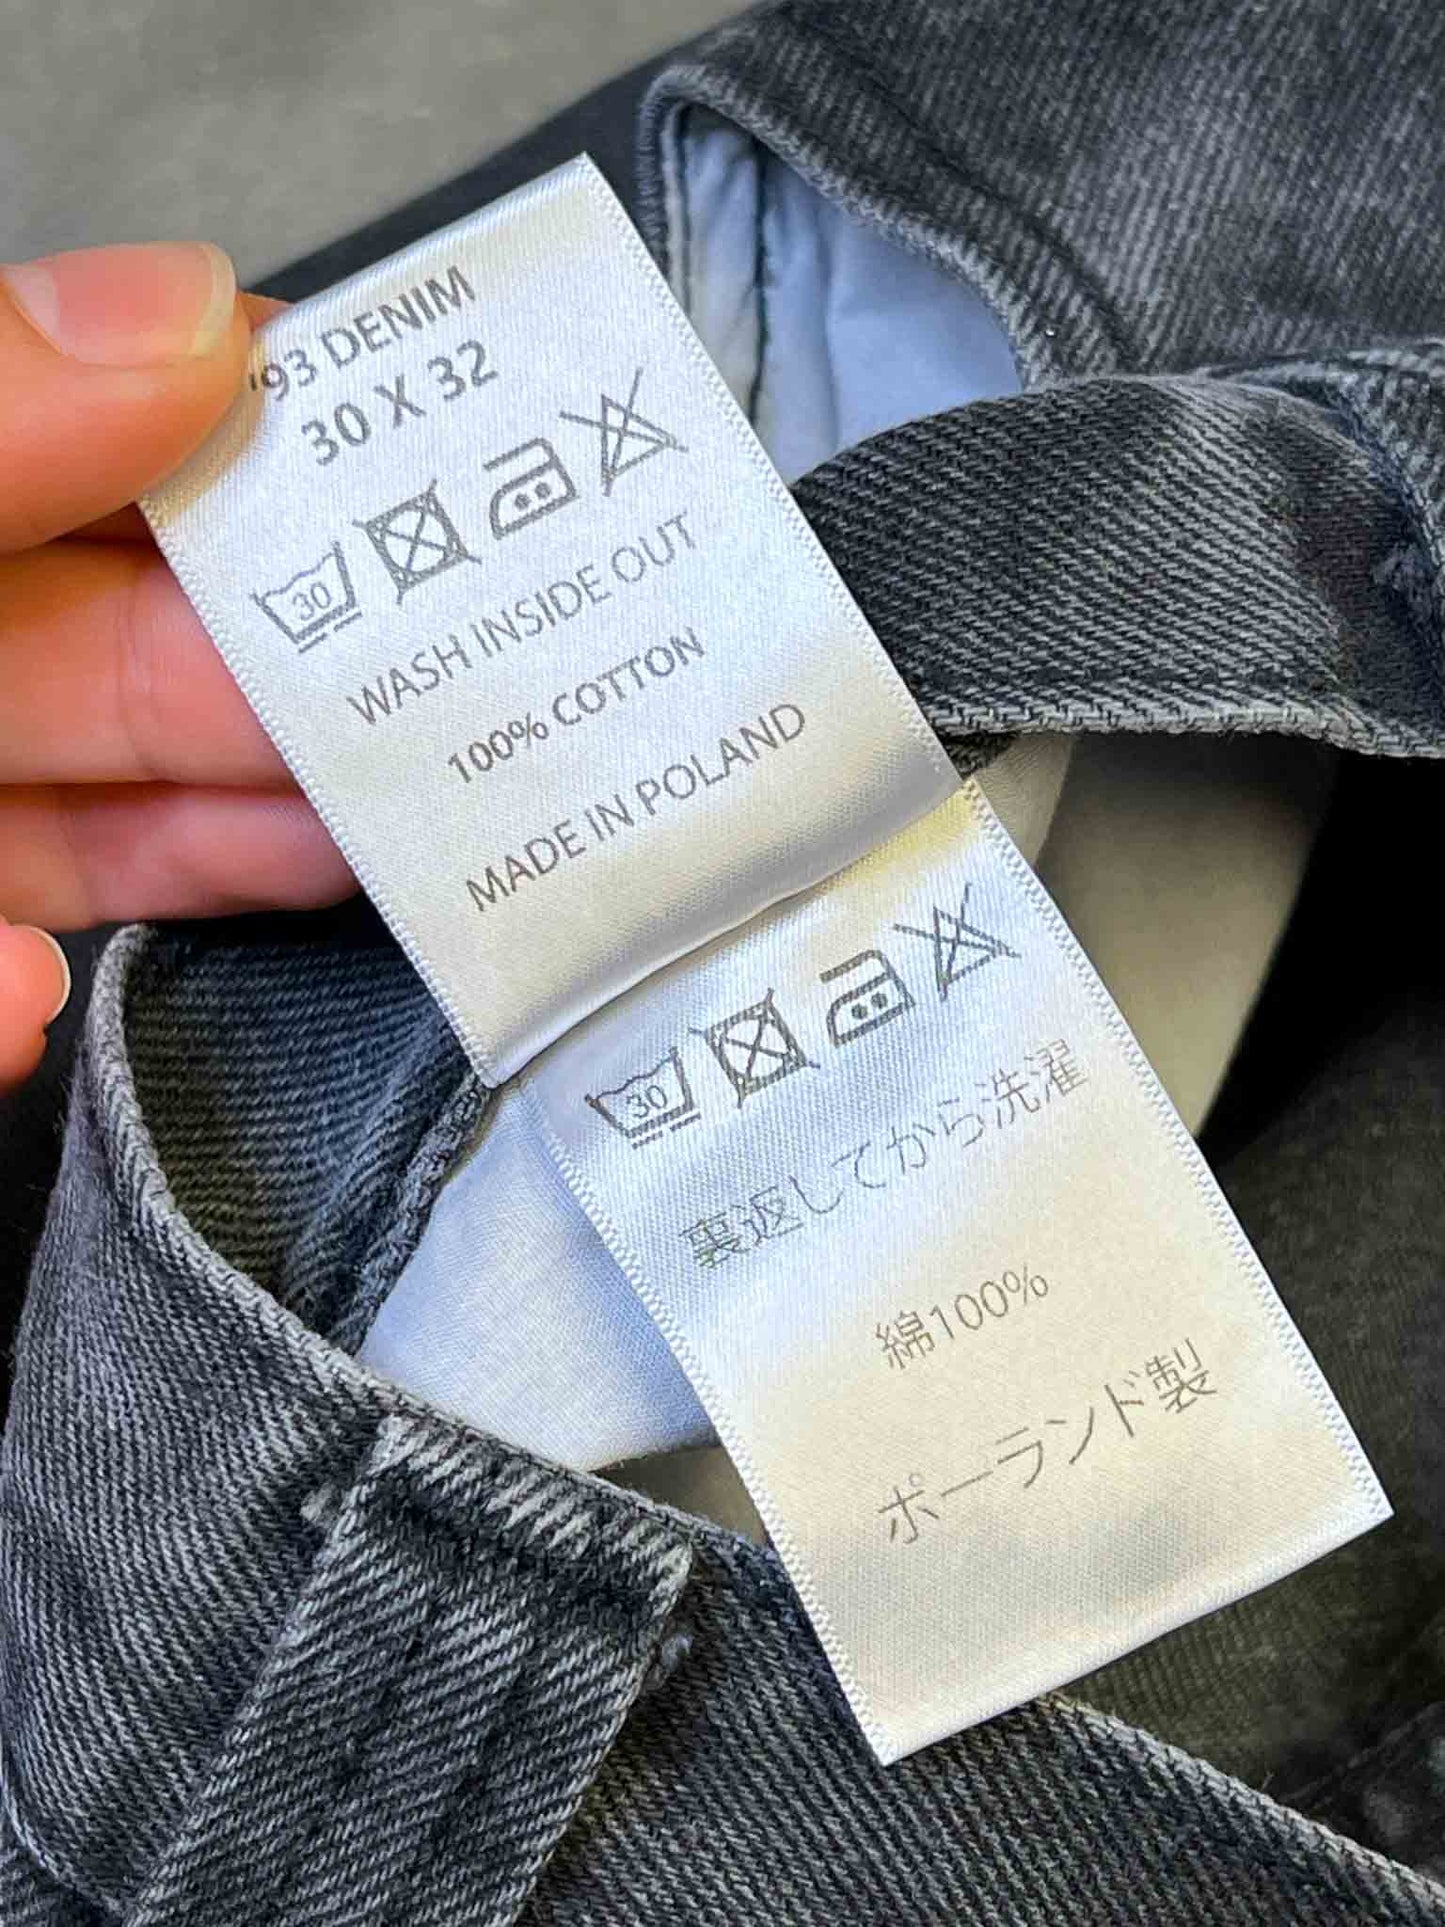 '93 DENIM
30 X 32
30
WASH INSIDE OUT
100% COTTON
MADE IN POLAND
30
裏返してから洗濯
綿100%
ポーランド製